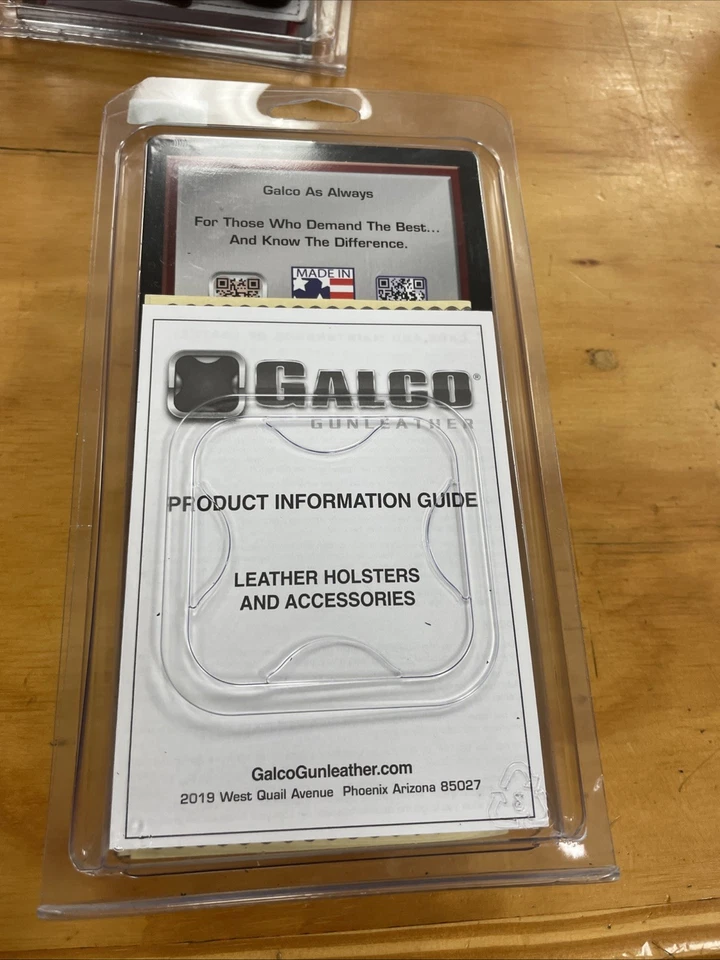 Galco As Always
For Those Who Demand The Best...
And Know The Difference.
MADE IN
GALCO®
GUNLEATHER
PRODUCT INFORMATION GUIDE
LEATHER HOLSTERS
AND ACCESSORIES
GalcoGunleather.com
2019 West Quail Avenue Phoenix Arizona 85027